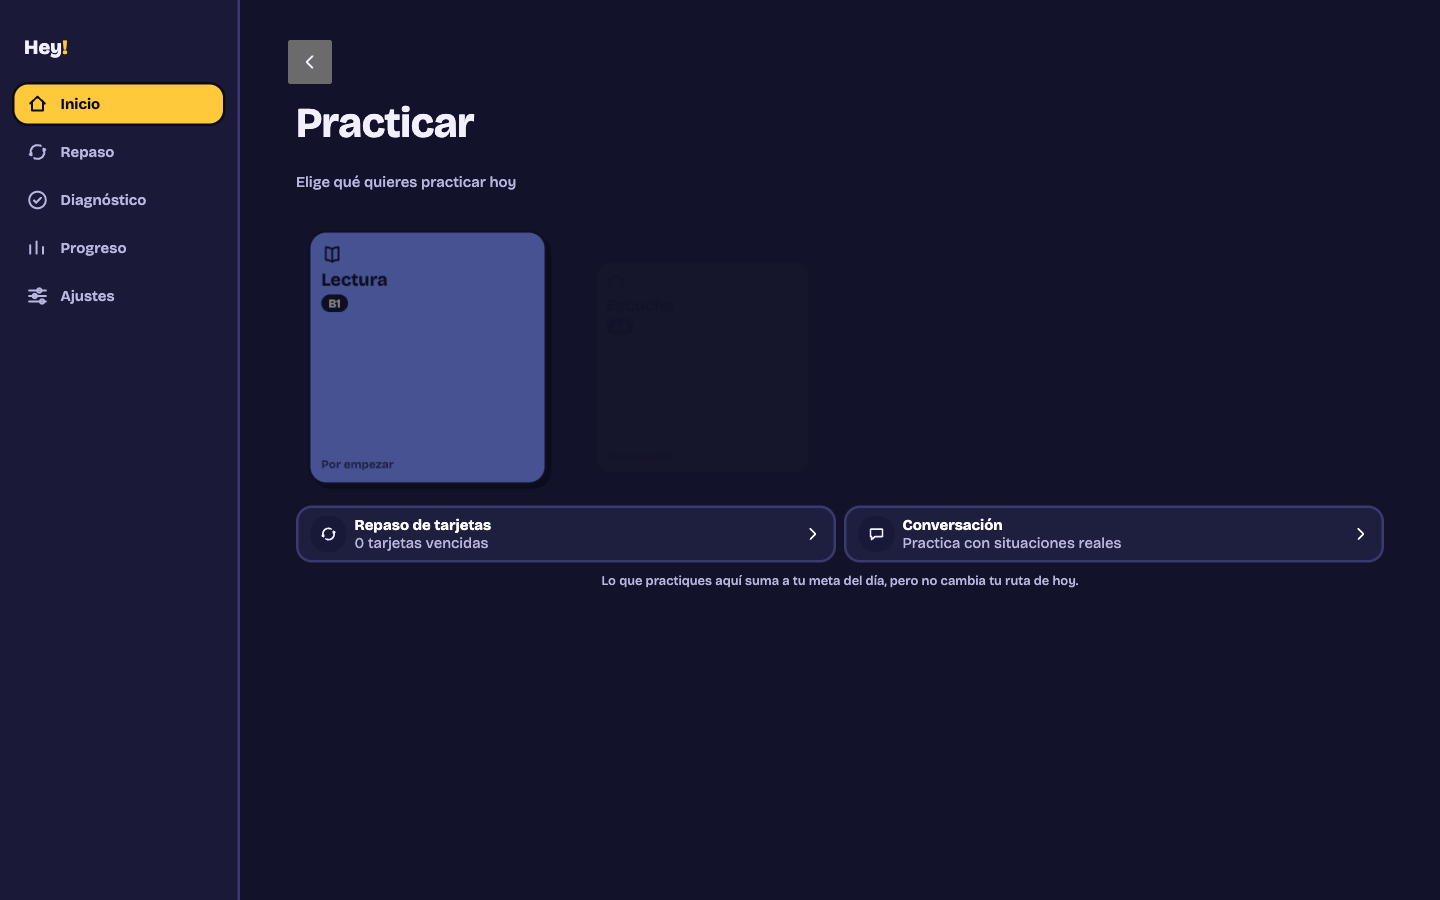 Hey!
Inicio
Repaso
Diagnóstico
Progreso
Ajustes
Practicar
Elige qué quieres practicar hoy
Lectura
B1
Por empezar
Escucha
Repaso de tarjetas
0 tarjetas vencidas
Conversación
Practica con situaciones reales
Lo que practiques aquí suma a tu meta del día, pero no cambia tu ruta de hoy.